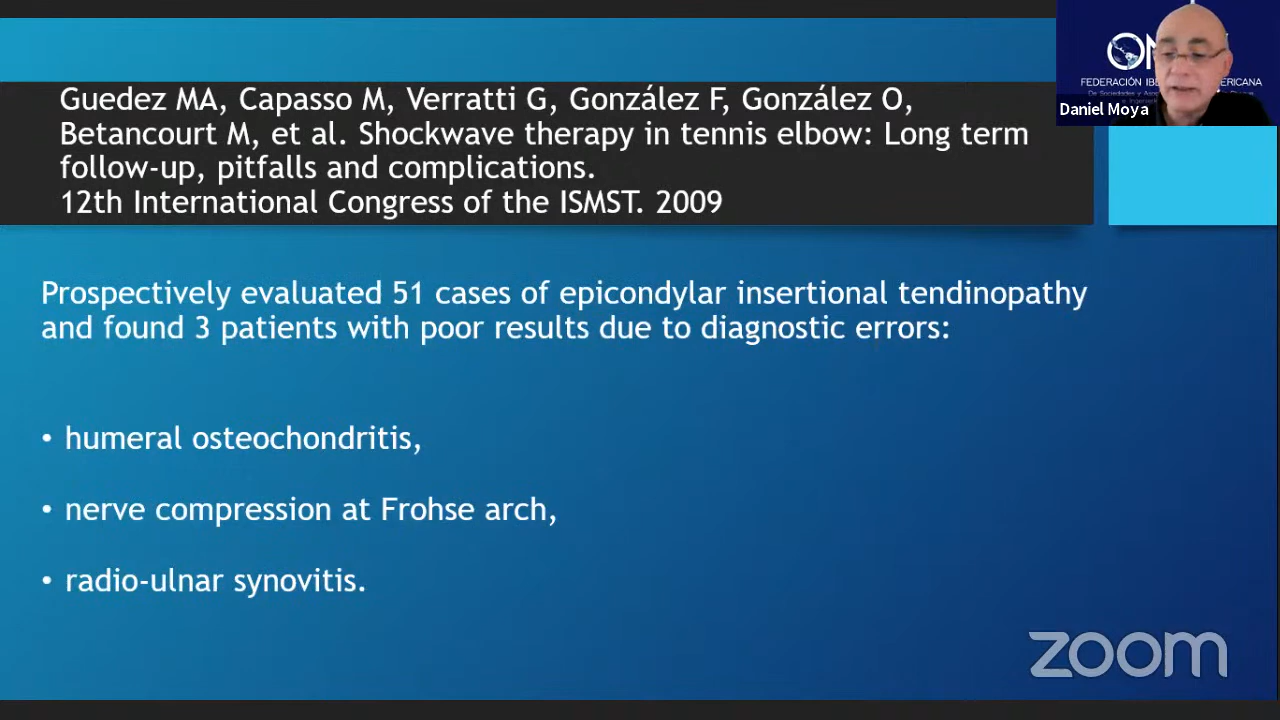 Guedez MA, Capasso M, Verratti G, González F, González O,
Betancourt M, et al. Shockwave therapy in tennis elbow: Long term
follow-up, pitfalls and complications.
12th International Congress of the ISMST. 2009
FEDERACIÓN
Daniel Moya
Prospectively evaluated 51 cases of epicondylar insertional tendinopathy
and found 3 patients with poor results due to diagnostic errors:
• humeral osteochondritis,
• nerve compression at Frohse arch,
• radio-ulnar synovitis.
zoom